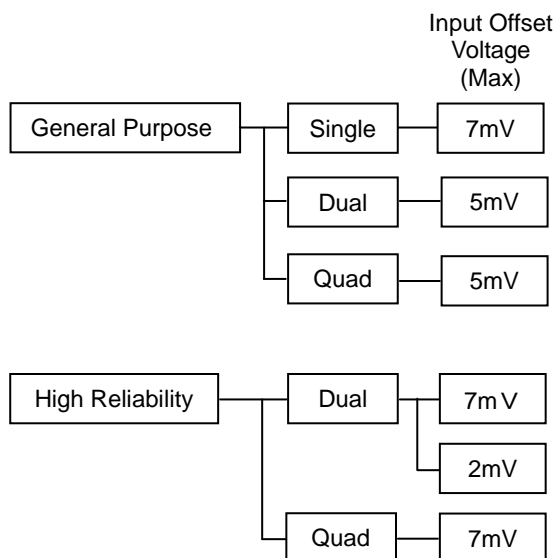 Input Offset
Voltage
(Max)
General Purpose
Single
7mV
Dual
5mV
Quad
5mV
High Reliability
Dual
7mV
2mV
Quad
7mV